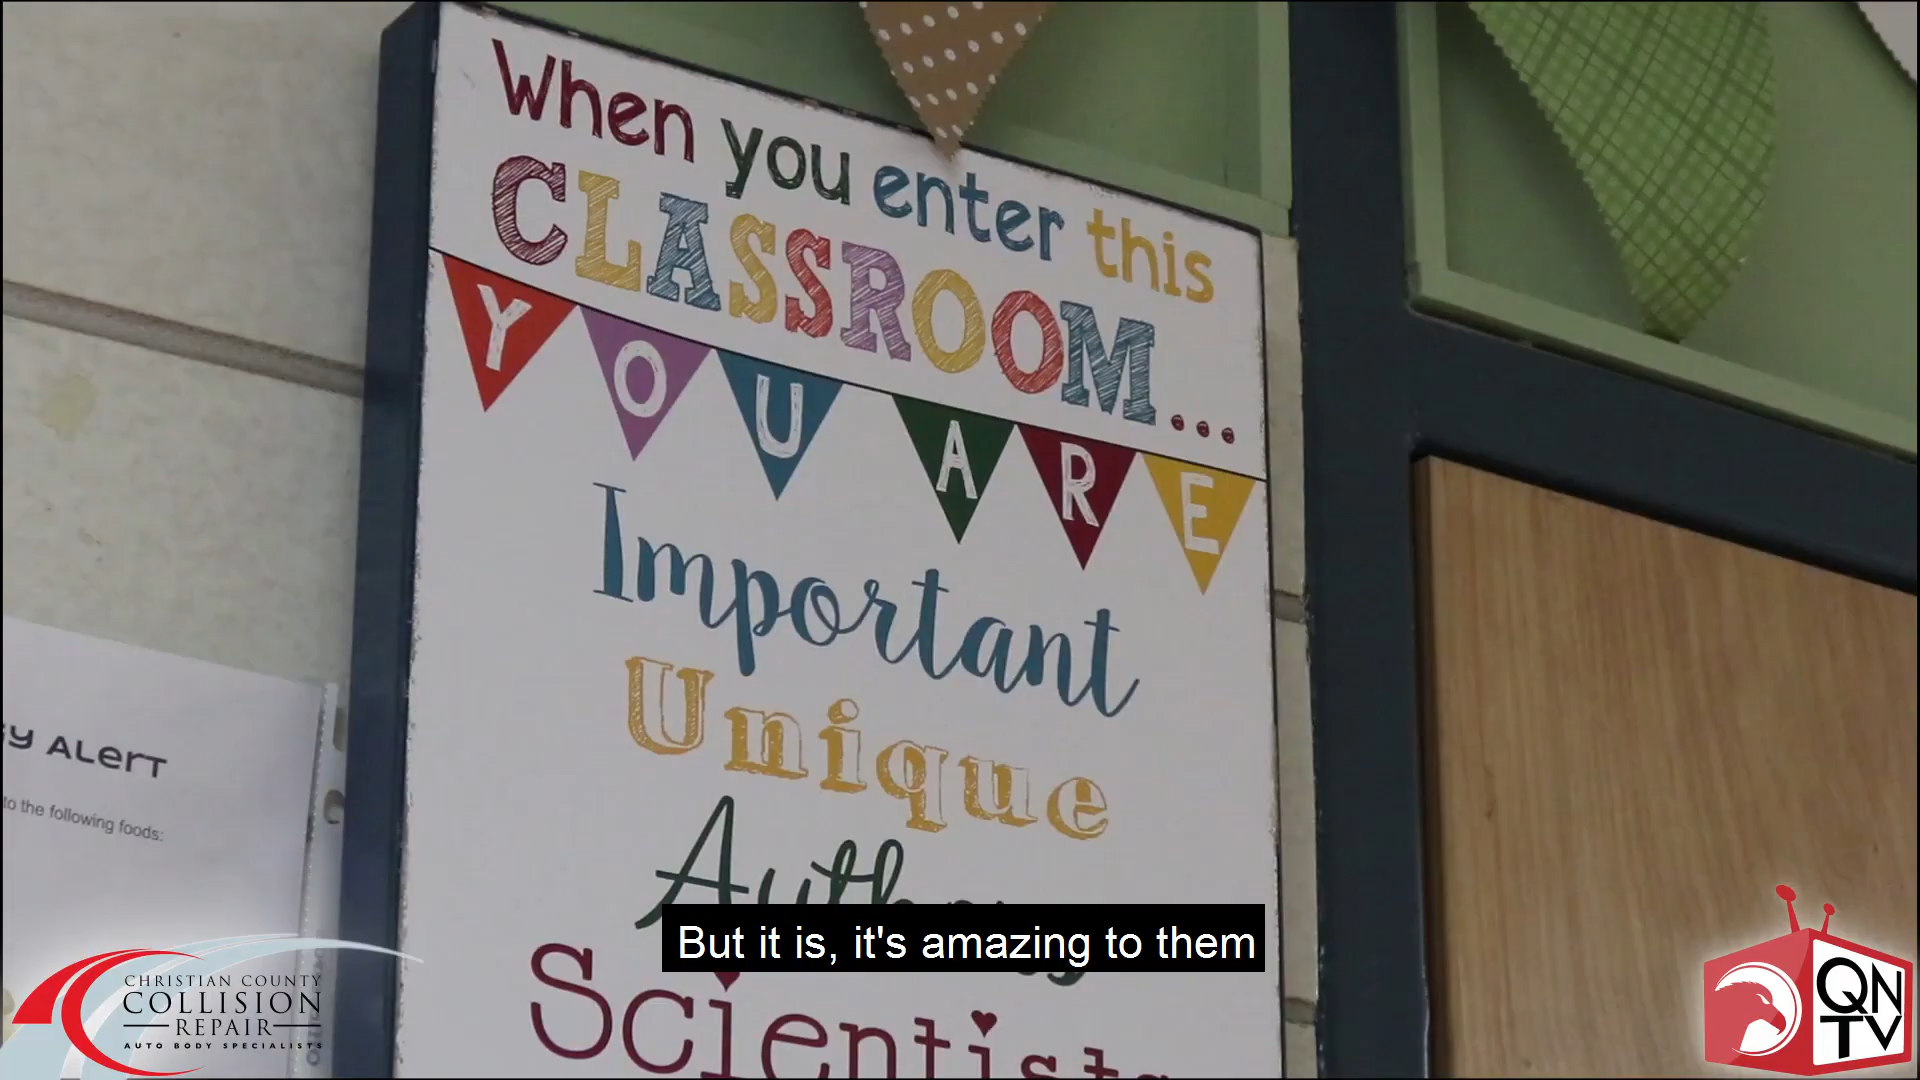 When you enter this
CLASSROOM...
YOU ARE
Important
Unique
Scientists
ALerT
to the following foods:
But it is, it's amazing to them
CHRISTIAN COUNTY
COLLISION
REPAIR
AUTO BODY SPECIALISTS
QN
TV